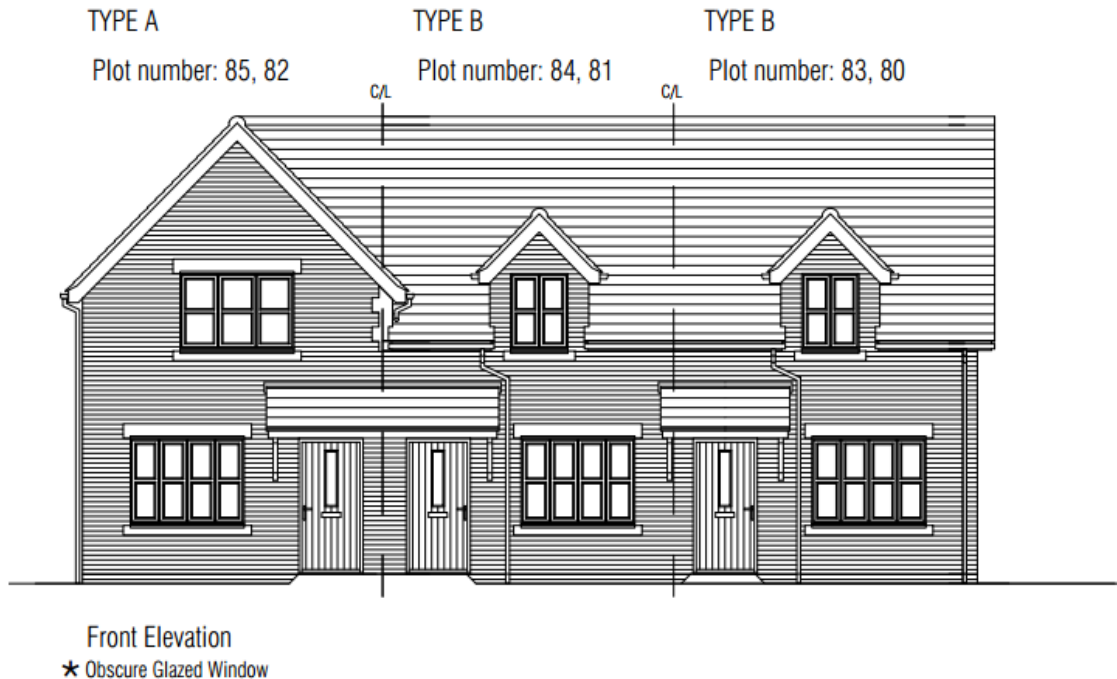 TYPE A TYPE B TYPE B
Plot number: 85, 82 Plot number: 84, 81 Plot number: 83, 80
C/L C/L
Front Elevation
★ Obscure Glazed Window